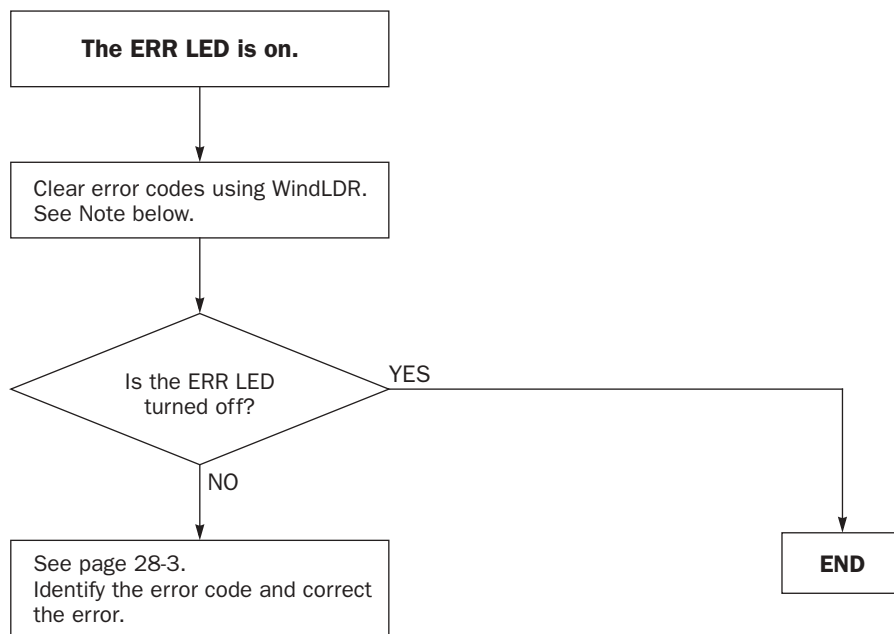 The ERR LED is on.
Clear error codes using WindLDR.
See Note below.
Is the ERR LED
turned off?
YES
NO
See page 28-3.
Identify the error code and correct
the error.
END